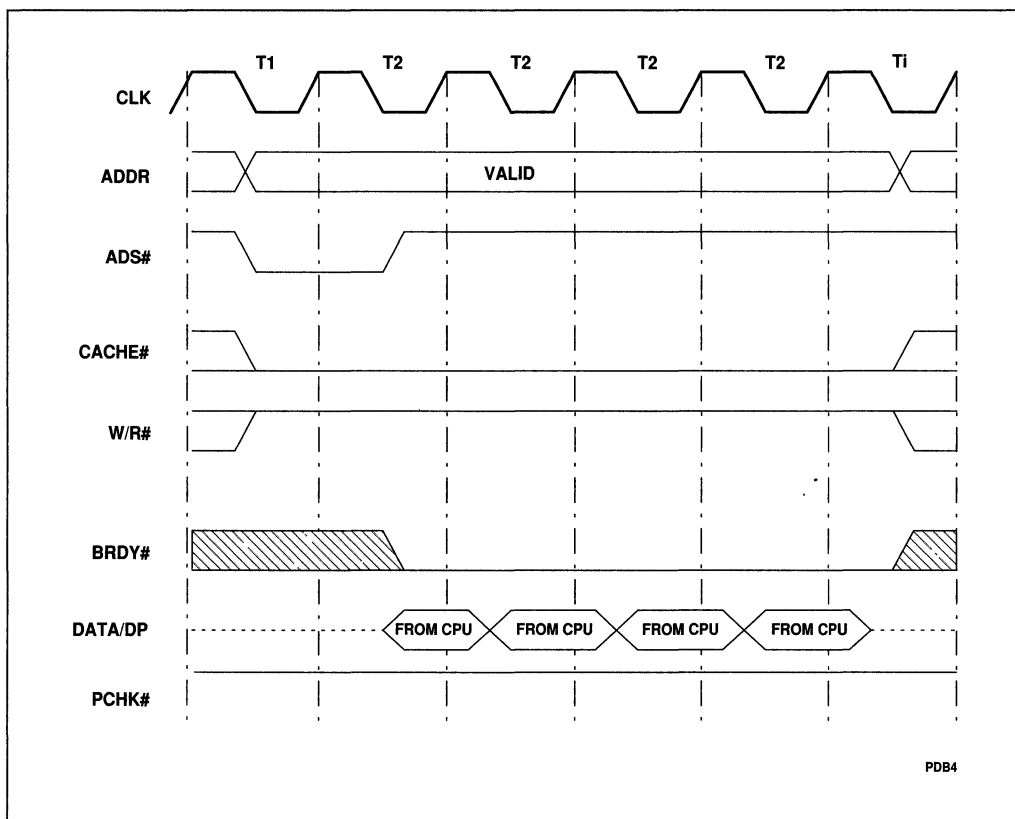 T1 T2 T2 T2 T2 Ti
CLK
ADDR VALID
ADS#
CACHE#
W/R#
BRDY#
DATA/DP FROM CPU FROM CPU FROM CPU FROM CPU
PCHK#
PDB4